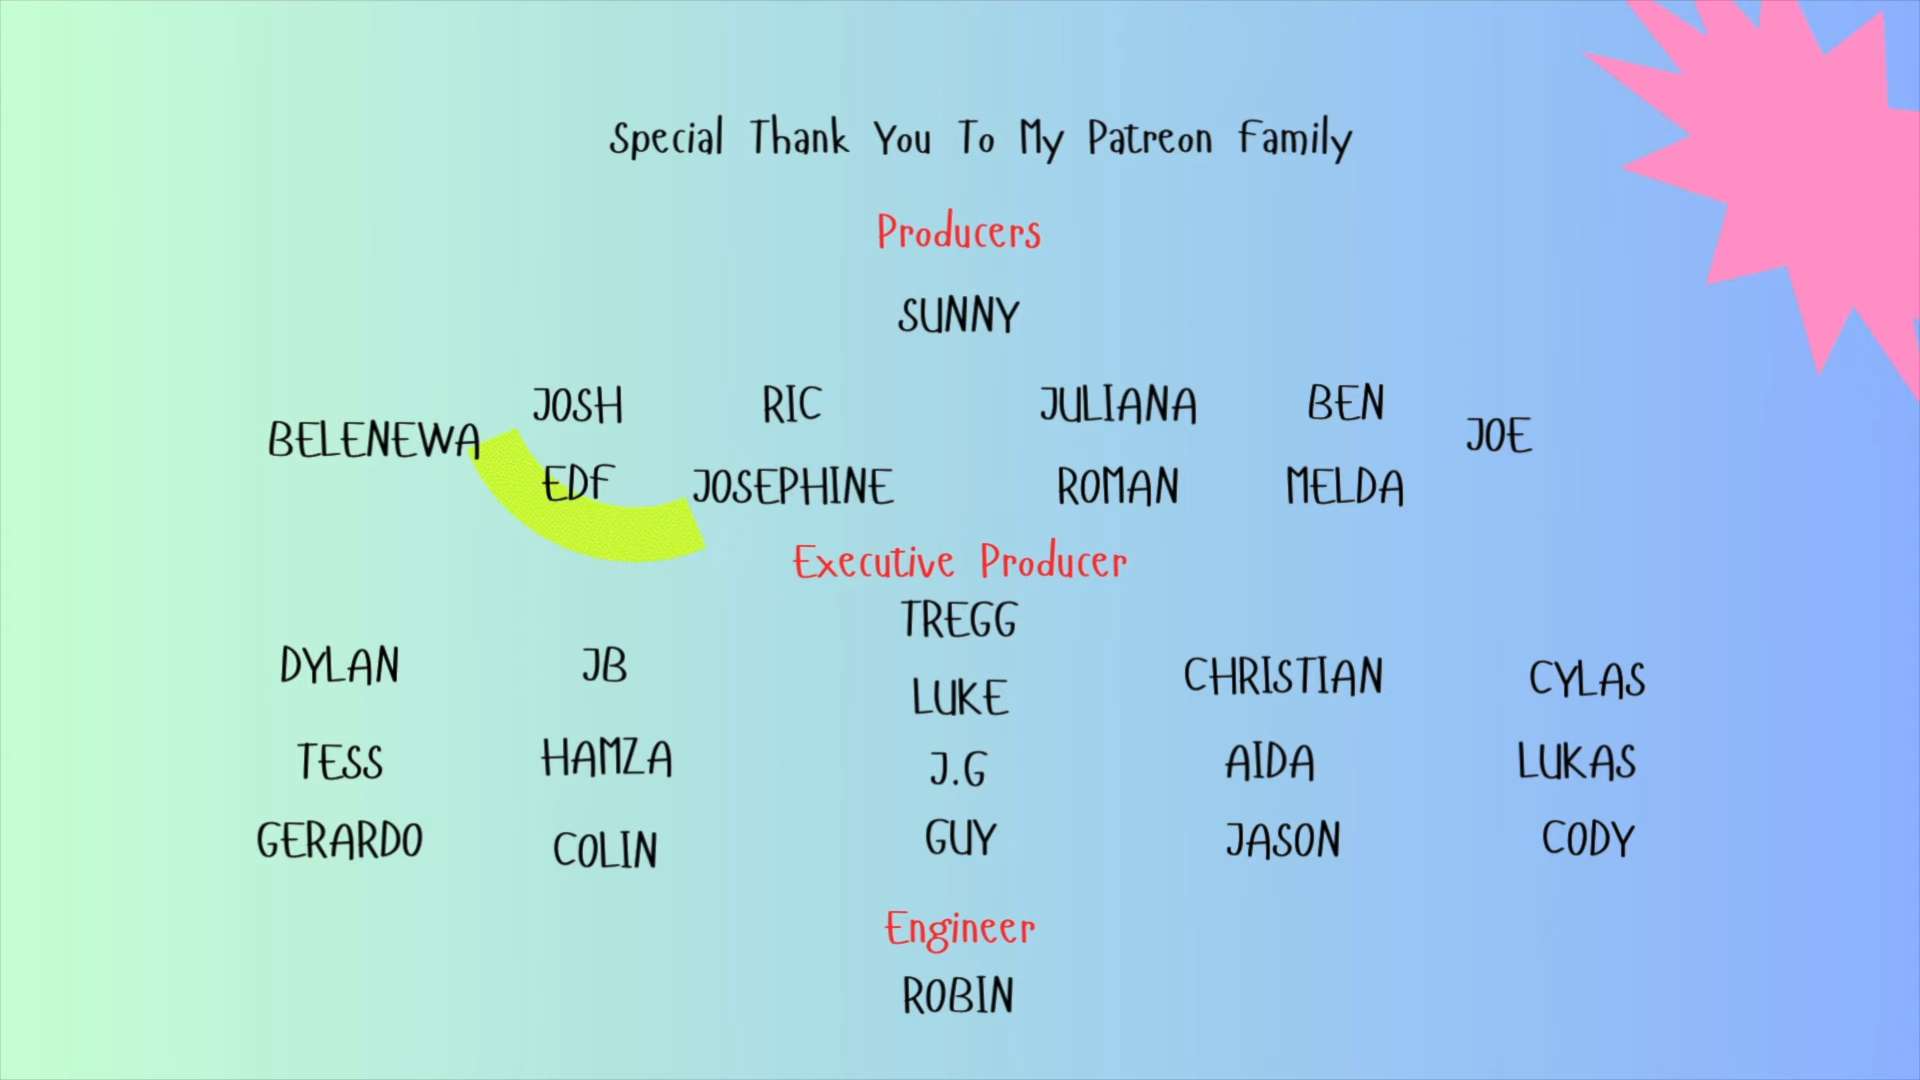 Special Thank You To My Patreon Family
Producers
SUNNY
JOSH RIC JULIANA BEN
BELENEWA JOE
EDF JOSEPHINE ROMAN MELDA
Executive Producer
TREGG
DYLAN JB CHRISTIAN CYLAS
LUKE
TESS HAMZA J.G AIDA LUKAS
GERARDO COLIN GUY JASON CODY
Engineer
ROBIN